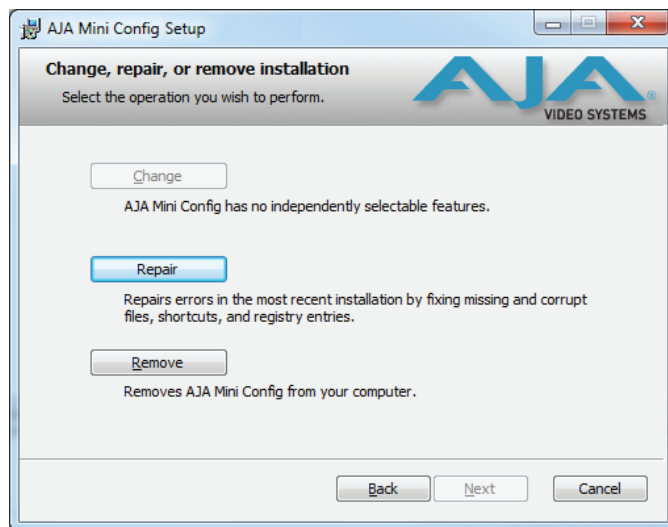 AJA Mini Config Setup
Change, repair, or remove installation
Select the operation you wish to perform.
AJA®
VIDEO SYSTEMS
Change
AJA Mini Config has no independently selectable features.
Repair
Repairs errors in the most recent installation by fixing missing and corrupt
files, shortcuts, and registry entries.
Remove
Removes AJA Mini Config from your computer.
Back
Next
Cancel